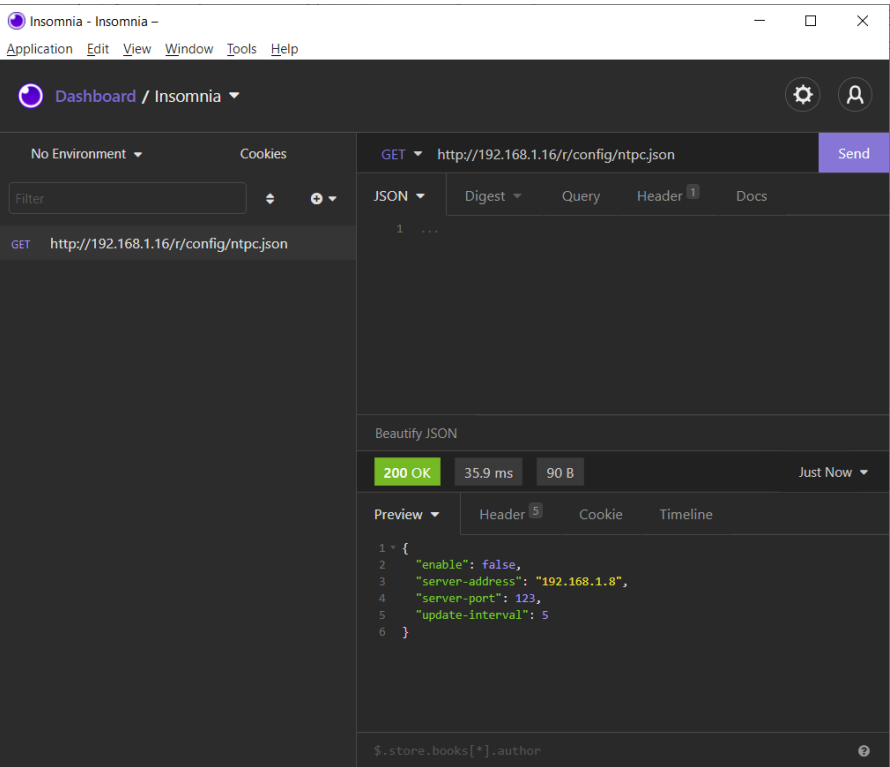 Insomnia - Insomnia –
Application Edit View Window Tools Help
Dashboard / Insomnia
No Environment Cookies
GET http://192.168.1.16/r/config/ntpc.json Send
Filter
JSON Digest Query Header 1 Docs
1 ...
GET http://192.168.1.16/r/config/ntpc.json
Beautify JSON
200 OK 35.9 ms 90 B Just Now
Preview Header 5 Cookie Timeline
1 {
2 "enable": false,
3 "server-address": "192.168.1.8",
4 "server-port": 123,
5 "update-interval": 5
6 }
$.store.books[*].author